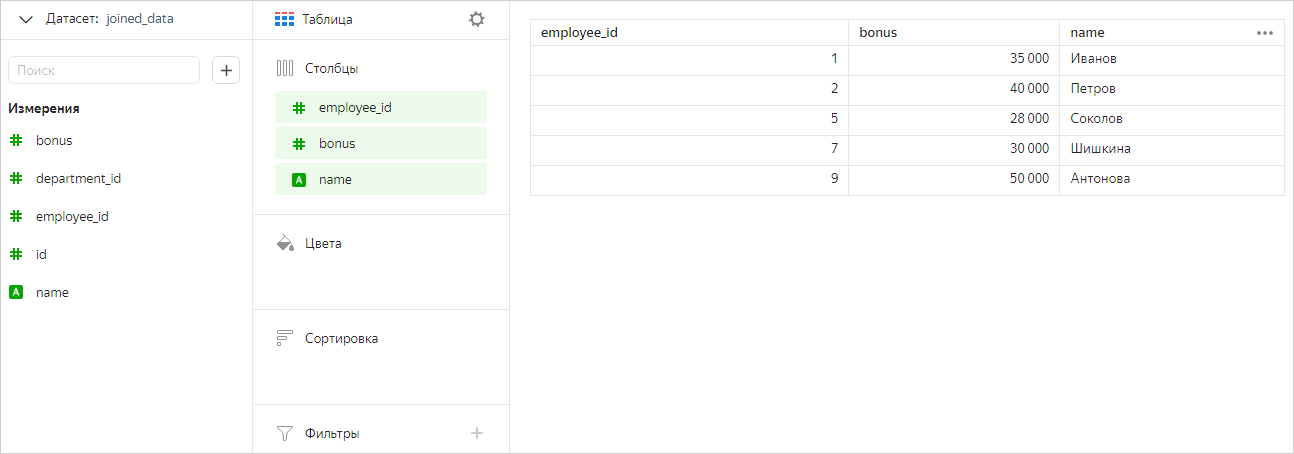 Датасет: joined_data
Поиск
Измерения
bonus
department_id
employee_id
id
name
Таблица
Столбцы
employee_id
bonus
name
Цвета
Сортировка
Фильтры
employee_id bonus name
1 35 000 Иванов
2 40 000 Петров
5 28 000 Соколов
7 30 000 Шишкина
9 50 000 Антонова